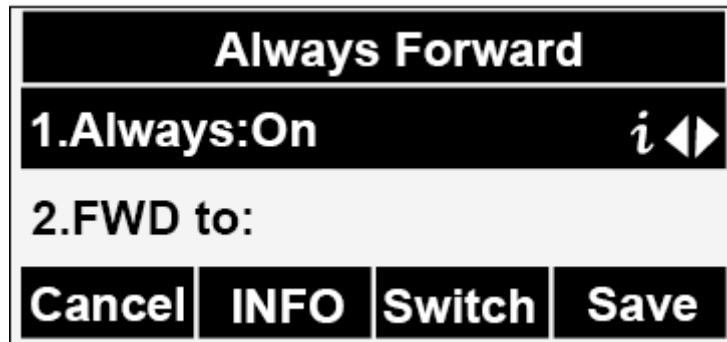 Always Forward
1.Always:On i
2.FWD to:
Cancel INFO Switch Save